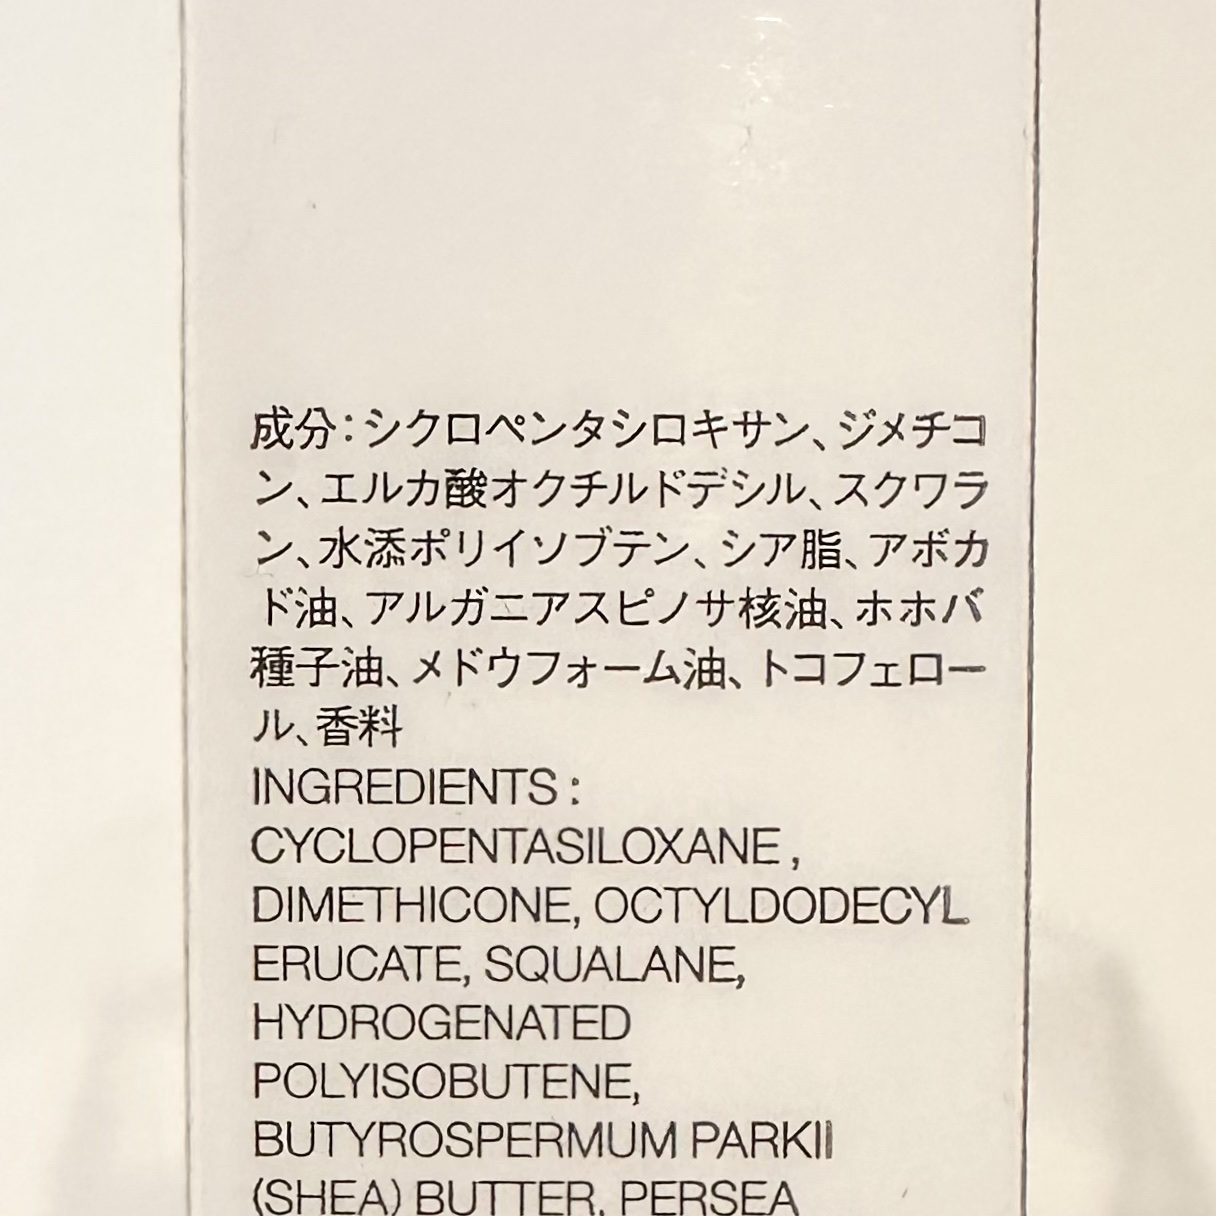 成分：シクロペンタシロキサン、ジメチコ
ン、エルカ酸オクチルドデシル、スクワラ
ン、水添ポリイソブテン、シア脂、アボカ
ド油、アルガニアスピノサ核油、ホホバ
種子油、メドウフォーム油、トコフェロー
ル、香料
INGREDIENTS :
CYCLOPENTASILOXANE ,
DIMETHICONE, OCTYLDODECYL
ERUCATE, SQUALANE,
HYDROGENATED
POLYISOBUTENE,
BUTYROSPERMUM PARKII
(SHEA) BUTTER, PERSEA